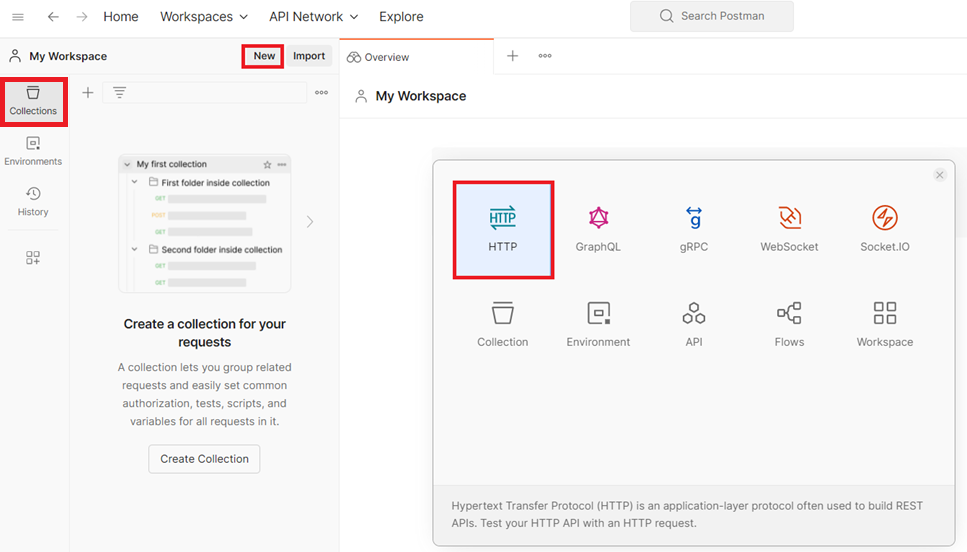 Home Workspaces API Network Explore Search Postman
My Workspace New Import
Overview
Collections
Environments
History
My Workspace
My first collection
First folder inside collection
GET
POST
GET
Second folder inside collection
GET
GET
Create a collection for your
requests
A collection lets you group related
requests and easily set common
authorization, tests, scripts, and
variables for all requests in it.
Create Collection
HTTP
HTTP GraphQL gRPC WebSocket Socket.IO
Collection Environment API Flows Workspace
Hypertext Transfer Protocol (HTTP) is an application-layer protocol often used to build REST
APIs. Test your HTTP API with an HTTP request.